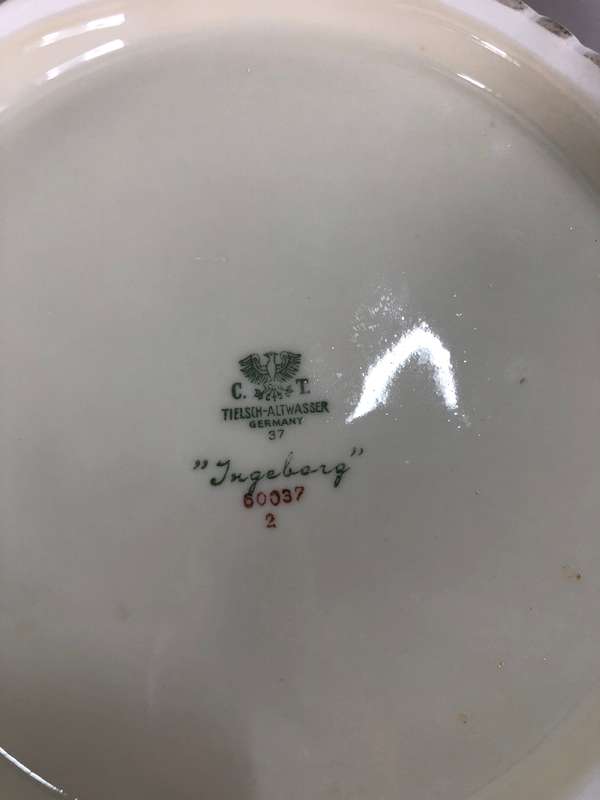 C. T.
TIELSCH-ALTWASSER
GERMANY
37
"Ingeborg"
60037
2